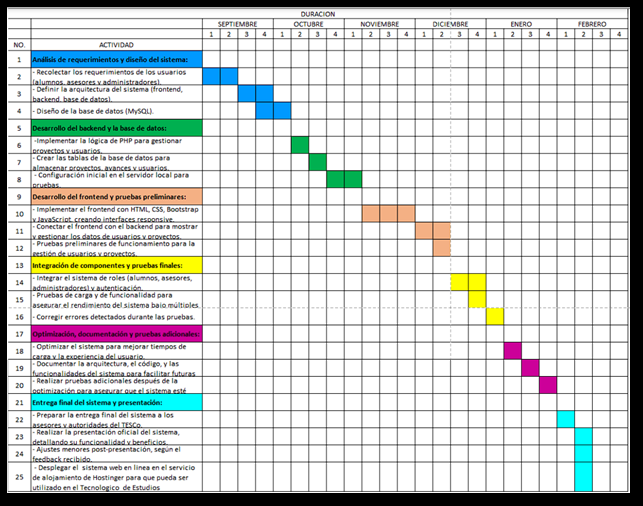 DURACION
SEPTIEMBRE OCTUBRE NOVIEMBRE DICIEMBRE ENERO FEBRERO
1 2 3 4 1 2 3 4 1 2 3 4 1 2 3 4 1 2 3 4 1 2 3 4
NO. ACTIVIDAD
1 Análisis de requerimientos y diseño del sistema:
2 - Recolectar los requerimientos de los usuarios
(alumnos, asesores y administradores).
3 - Definir la arquitectura del sistema (frontend,
backend, base de datos).
4 - Diseño de la base de datos (MySQL).
5 Desarrollo del backend y la base de datos:
6 -Implementar la lógica de PHP para gestionar
proyectos y usuarios.
7 - Crear las tablas de la base de datos para
almacenar proyectos, avances y usuarios.
8 - Configuración inicial en el servidor local para
pruebas.
9 Desarrollo del frontend y pruebas preliminares:
10 - Implementar el frontend con HTML, CSS, Bootstrap
y JavaScript, creando interfaces responsive.
11 - Conectar el frontend con el backend para mostrar
y gestionar los datos de usuarios y proyectos.
12 - Pruebas preliminares de funcionamiento para la
gestión de usuarios y proyectos.
13 Integración de componentes y pruebas finales:
14 - Integrar el sistema de roles (alumnos, asesores,
administradores) y autenticación.
15 - Pruebas de carga y de funcionalidad para
asegurar el rendimiento del sistema bajo múltiples
16 - Corregir errores detectados durante las pruebas.
17 Optimización, documentación y pruebas adicionales:
18 - Optimizar el sistema para mejorar tiempos de
carga y la experiencia del usuario.
19 - Documentar la arquitectura, el código, y las
funcionalidades del sistema para facilitar futuras
20 - Realizar pruebas adicionales después de la
optimización para asegurar que el sistema esté
21 Entrega final del sistema y presentación:
22 - Preparar la entrega final del sistema a los
asesores y autoridades del TESCo.
23 - Realizar la presentación oficial del sistema,
detallando su funcionalidad y beneficios.
24 - Ajustes menores post-presentación, según el
feedback recibido.
25 - Desplegar el sistema web en línea en el servicio
de alojamiento de Hostinger para que pueda ser
utilizado en el Tecnologico de Estudios